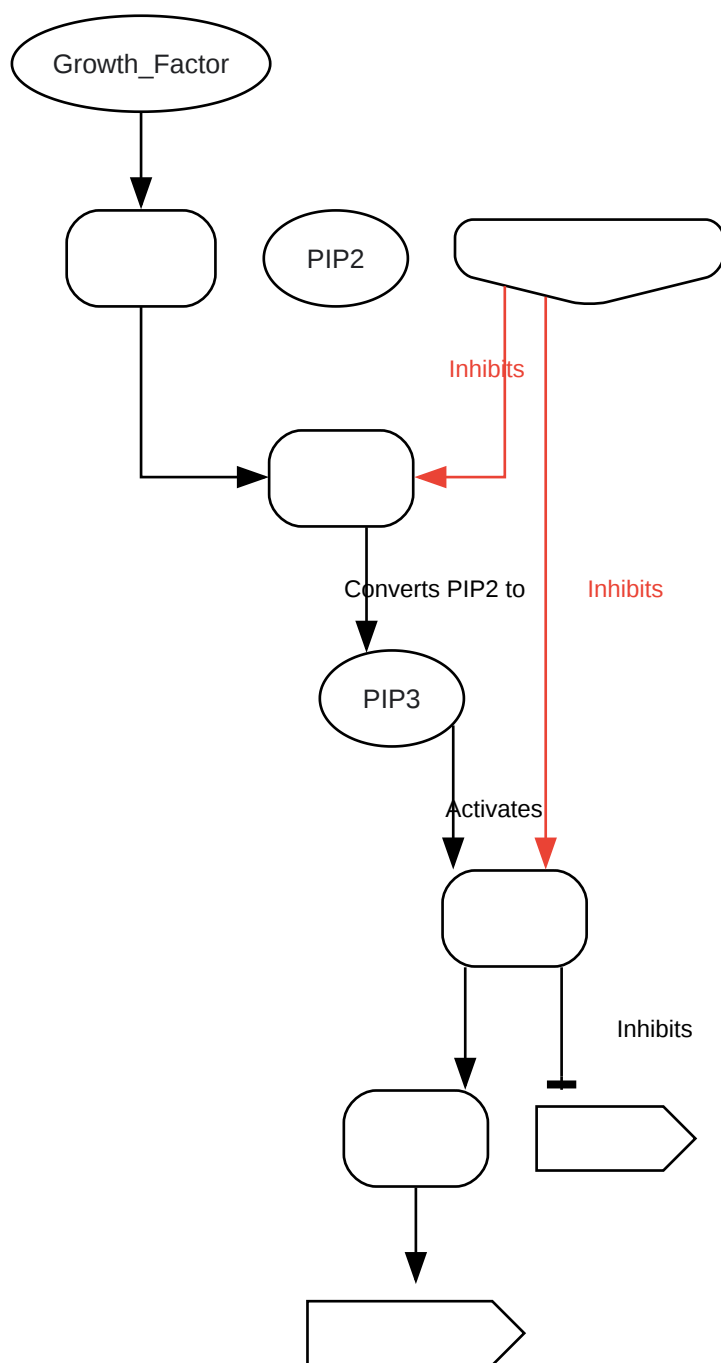 Growth_Factor
PIP2
Inhibits
Converts PIP2 to
Inhibits
PIP3
Activates
Inhibits